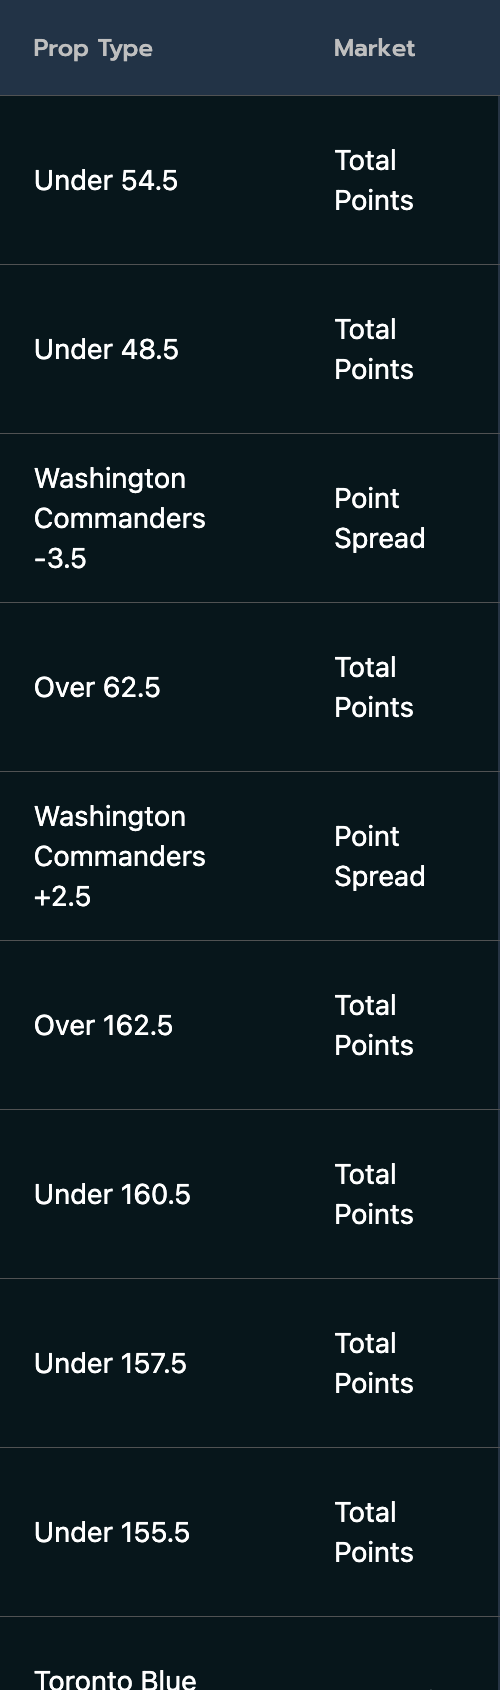 Prop Type Market
Under 54.5 Total
Points
Under 48.5 Total
Points
Washington
Commanders
-3.5
Point
Spread
Over 62.5 Total
Points
Washington
Commanders
+2.5
Point
Spread
Over 162.5 Total
Points
Under 160.5 Total
Points
Under 157.5 Total
Points
Under 155.5 Total
Points
Toronto Blue